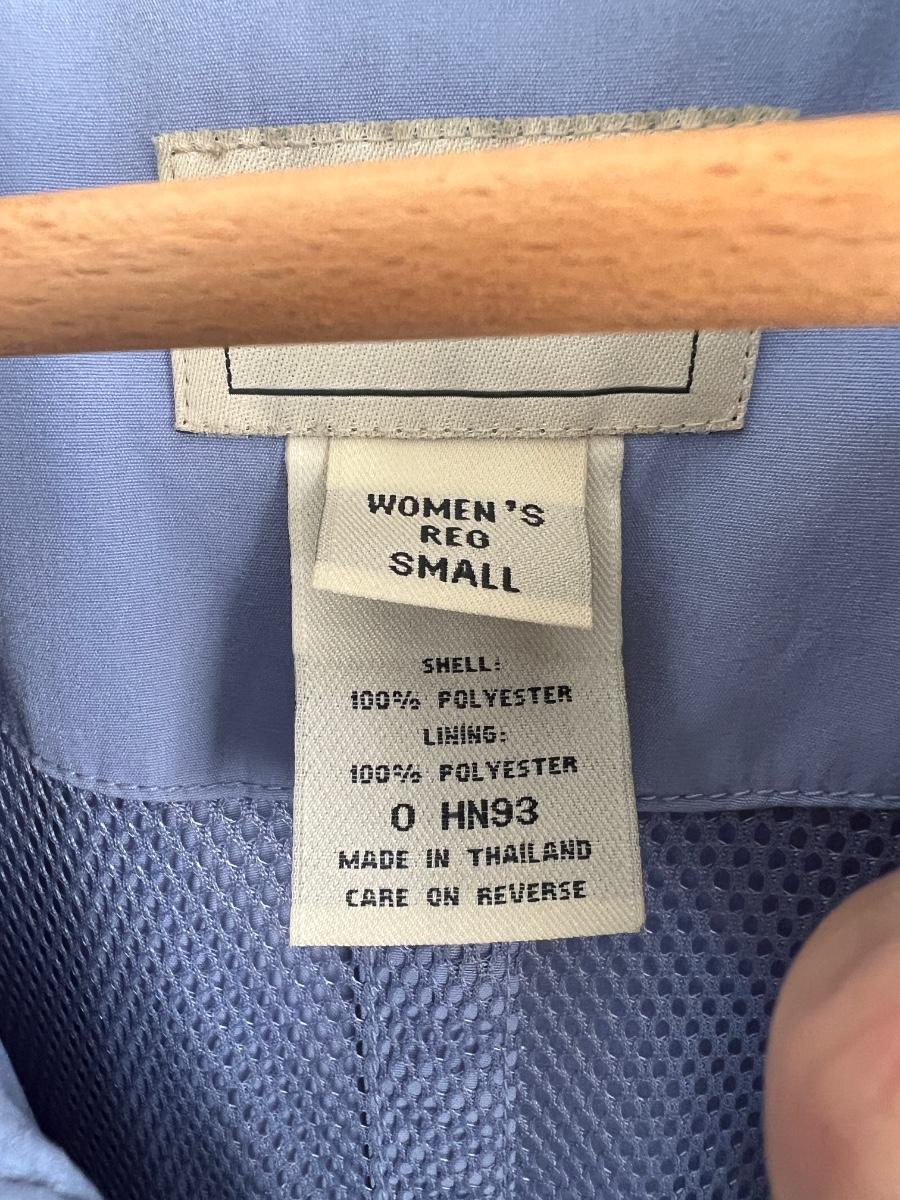 WOMEN'S
REG
SMALL
SHELL:
100% POLYESTER
LINING:
100% POLYESTER
0 HN93
MADE IN THAILAND
CARE ON REVERSE